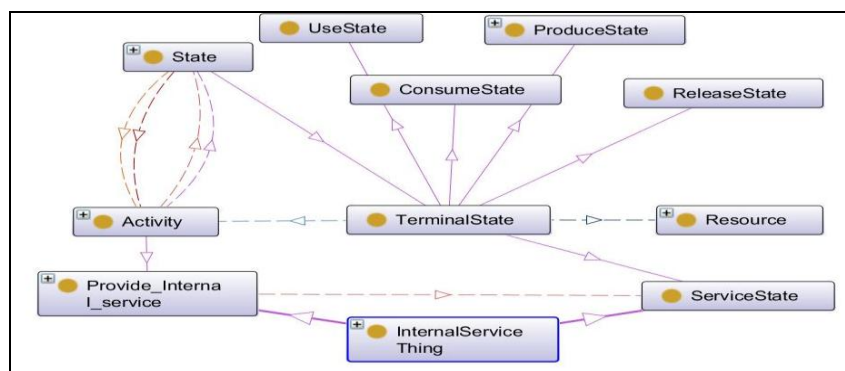 UseState
ProduceState
State
ConsumeState
ReleaseState
Activity
TerminalState
Resource
Provide_Interna
l_service
ServiceState
InternalService
Thing